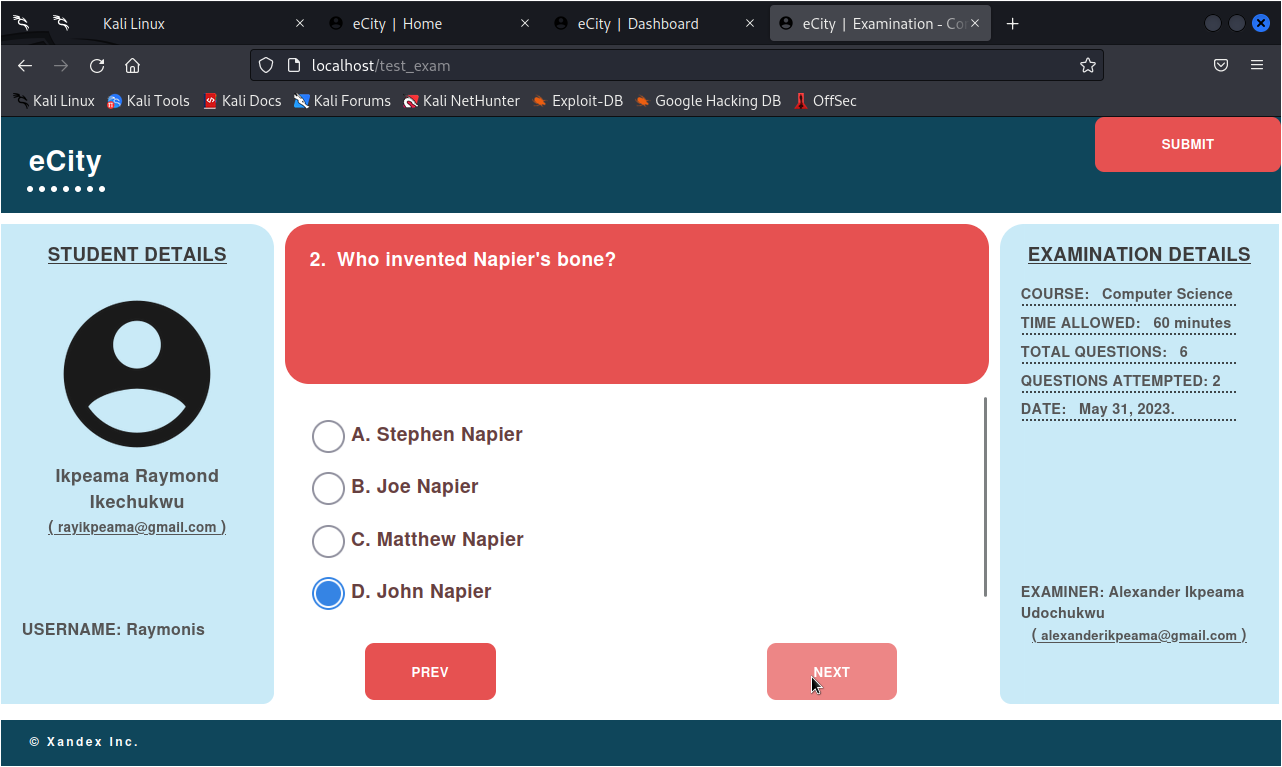 Kali Linux
eCity | Home
eCity | Dashboard
eCity | Examination - Co
localhost/test_exam
Kali Linux
Kali Tools
Kali Docs
Kali Forums
Kali NetHunter
Exploit-DB
Google Hacking DB
OffSec
eCity
SUBMIT
STUDENT DETAILS
Ikpeama Raymond
Ikechukwu
( rayikpeama@gmail.com )
USERNAME: Raymonis
2. Who invented Napier's bone?
A. Stephen Napier
B. Joe Napier
C. Matthew Napier
D. John Napier
PREV
NEXT
EXAMINATION DETAILS
COURSE: Computer Science
TIME ALLOWED: 60 minutes
TOTAL QUESTIONS: 6
QUESTIONS ATTEMPTED: 2
DATE: May 31, 2023.
EXAMINER: Alexander Ikpeama
Udochukwu
( alexanderikpeama@gmail.com )
© Xandex Inc.